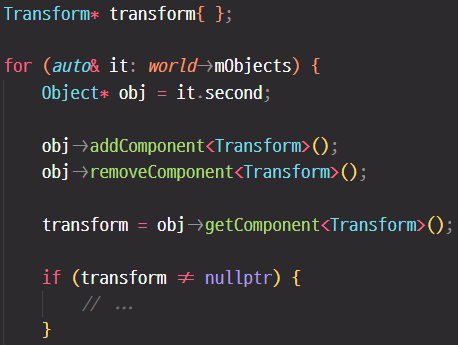 Transform* transform{ };
for (auto& it: world->mObjects) {
Object* obj = it.second;
obj->addComponent<Transform>();
obj->removeComponent<Transform>();
transform = obj->getComponent<Transform>();
if (transform != nullptr) {
// ...
}